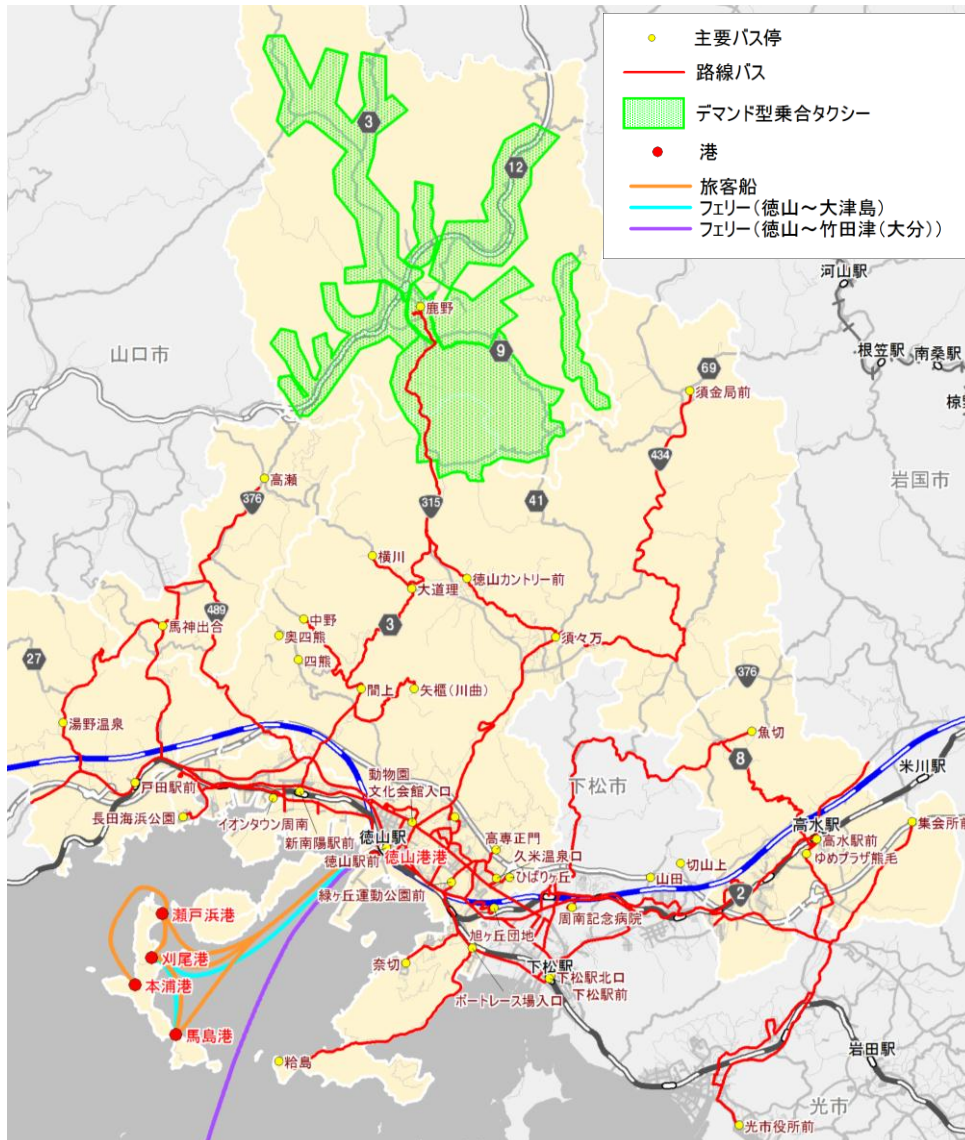 主要バス停
路線バス
デマンド型乗合タクシー
港
旅客船
フェリー(徳山～大津島)
フェリー(徳山～竹田津(大分))
3
12
河山駅
鹿野
山口市
9
根笠駅
南桑駅
69
須金局前
434
岩国市
高瀬
376
315
41
横川
大道理
徳山カントリー前
489
中野
馬神出合
奥四熊
3
須々万
27
四熊
間上
矢櫃(川曲)
376
湯野温泉
魚切
8
動物園
文化会館入口
下松市
米川駅
戸田駅前
長田海浜公園
イオンタウン周南
新南陽駅前
徳山駅
徳山駅前
徳山港港
高専正門
久米温泉口
ひばりヶ丘
高水駅
高水駅前
ゆめプラザ熊毛
集会所前
切山上
山田
2
緑ヶ丘運動公園前
周南記念病院
瀬戸浜港
旭ヶ丘団地
刈尾港
奈切
下松駅
下松駅北口
下松駅前
本浦港
ボートレース場入口
馬島港
粭島
岩田駅
光市
光市役所前